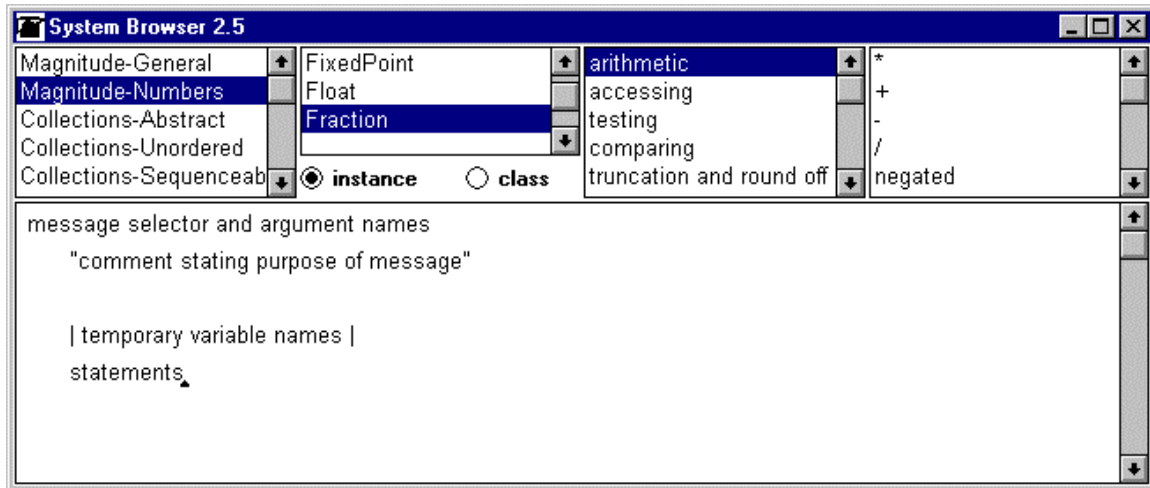 System Browser 2.5
Magnitude-General
Magnitude-Numbers
Collections-Abstract
Collections-Unordered
Collections-Sequenceab
FixedPoint
Float
Fraction
instance
class
arithmetic
accessing
testing
comparing
truncation and round off
*
+
-
/
negated
message selector and argument names
"comment stating purpose of message"
| temporary variable names |
statements